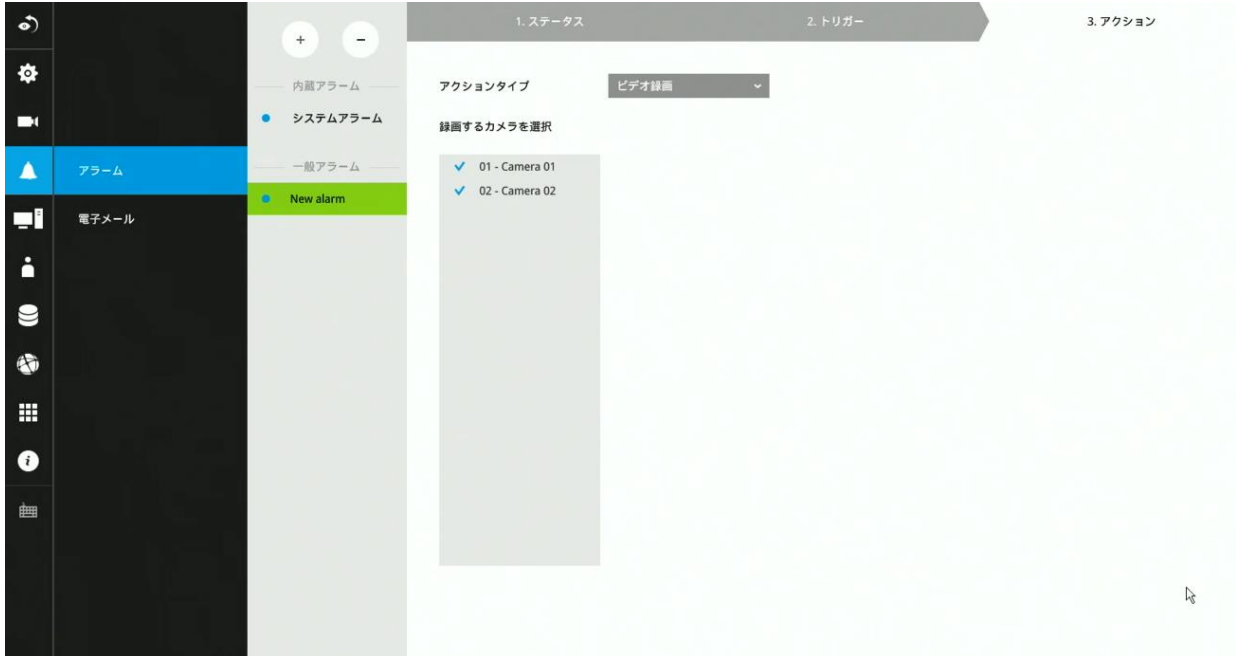 1. ステータス
2. トリガー
3. アクション
+
−
内蔵アラーム
システムアラーム
一般アラーム
New alarm
アラーム
電子メール
アクションタイプ
ビデオ録画
録画するカメラを選択
01 - Camera 01
02 - Camera 02